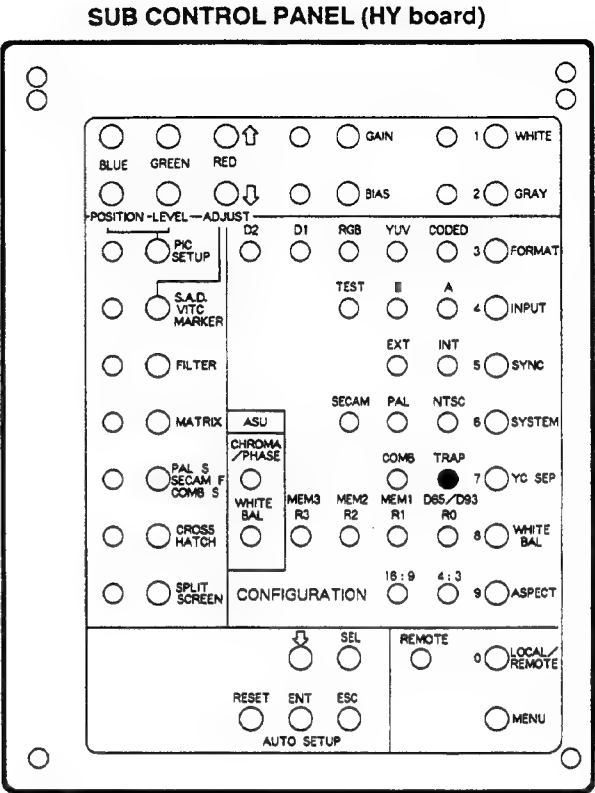 SUB CONTROL PANEL (HY board)
GAIN 1 WHITE
BLUE GREEN RED
BIAS 2 GRAY
POSITION LEVEL ADJUST
D2 D1 RGB YUV CODED
PIC
SETUP
3 FORMAT
TEST B A
S.A.D.
VITC
MARKER
4 INPUT
EXT INT
FILTER 5 SYNC
SECAM PAL NTSC
MATRIX ASU 6 SYSTEM
CHROMA
/PHASE
COMB TRAP
PAL S
SECAM F
COMB S
7 YC SEP
WHITE
BAL
MEM3 MEM2 MEM1 D65/D93
R3 R2 R1 R0
CROSS
HATCH
8 WHITE
BAL
16:9 4:3
SPLIT
SCREEN
CONFIGURATION 9 ASPECT
SEL REMOTE
0 LOCAL/
REMOTE
RESET ENT ESC
MENU
AUTO SETUP